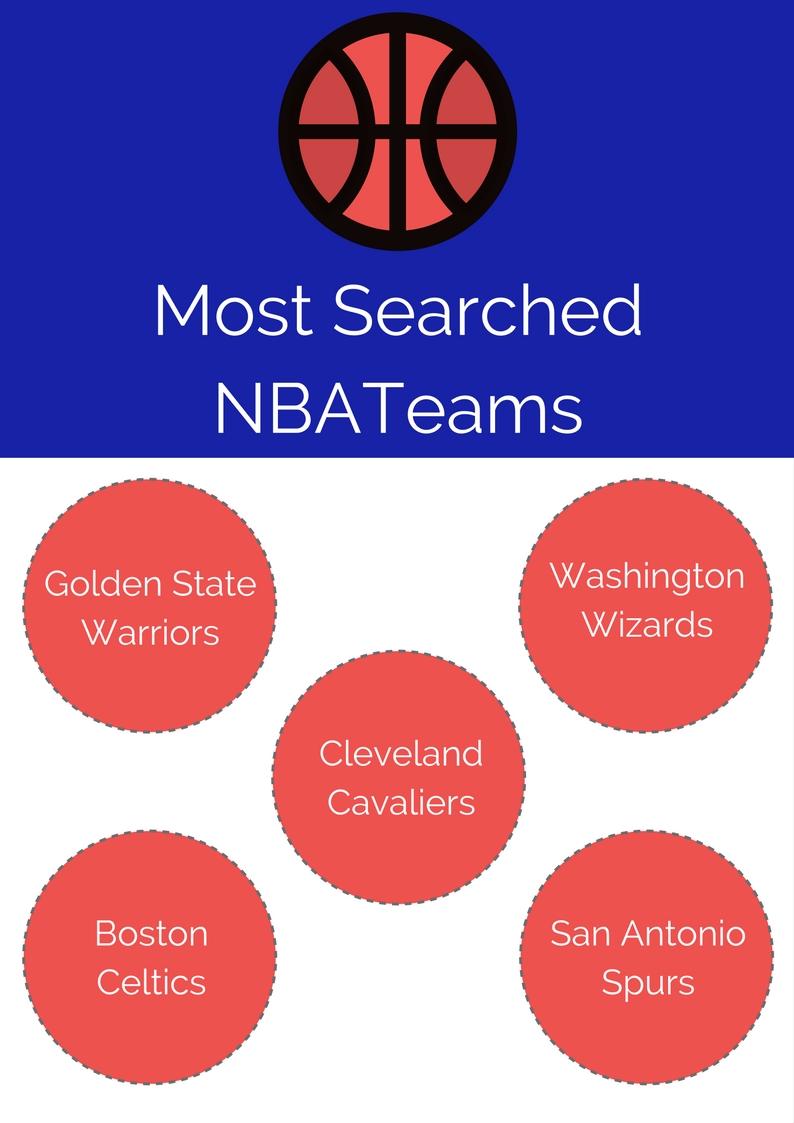 Most Searched
NBATeams
Golden State
Warriors
Washington
Wizards
Cleveland
Cavaliers
Boston
Celtics
San Antonio
Spurs